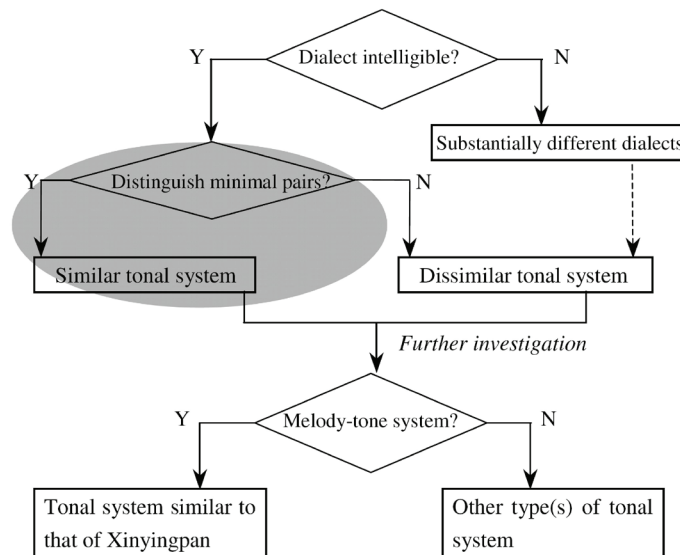 Y
Dialect intelligible?
N
Substantially different dialects
Y
Distinguish minimal pairs?
N
Similar tonal system
Dissimilar tonal system
Further investigation
Y
Melody-tone system?
N
Tonal system similar to
that of Xinyingpan
Other type(s) of tonal
system